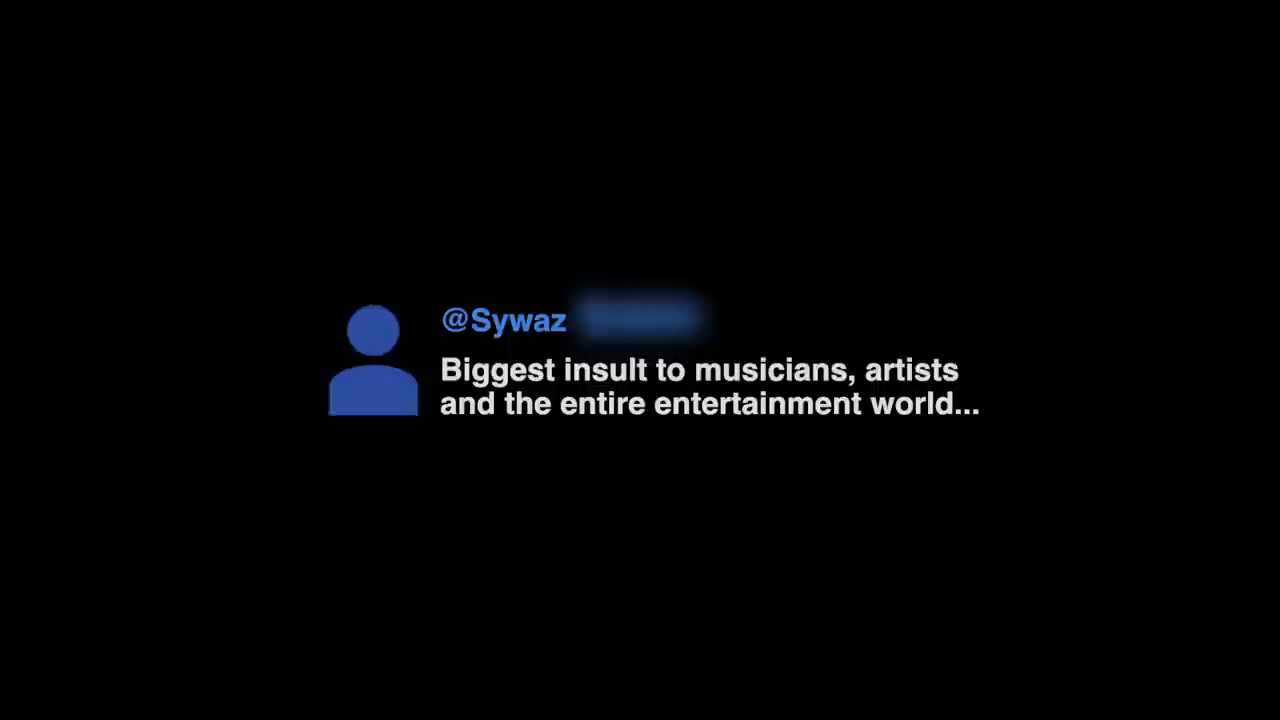 @Sywaz
Biggest insult to musicians, artists
and the entire entertainment world...